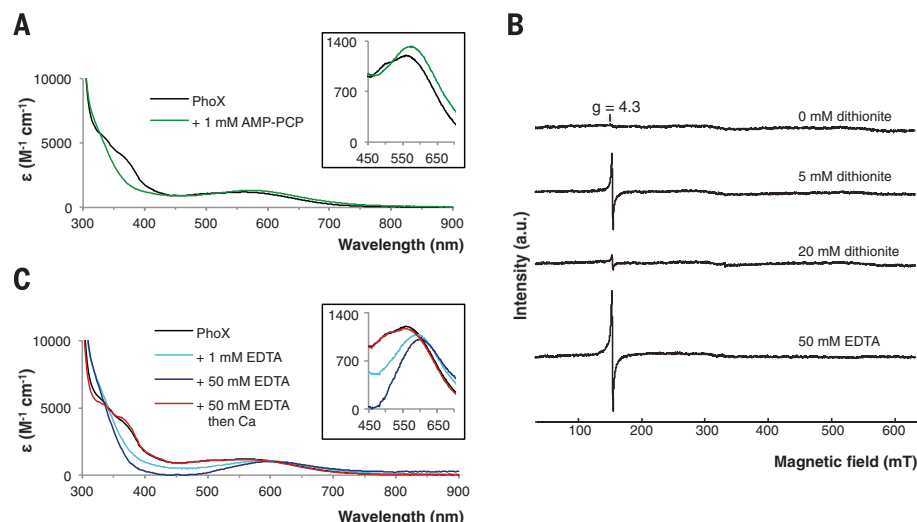 A
10000
5000
0
ε (M-1 cm-1)
PhoX
+ 1 mM AMP-PCP
1400
700
0
450 550 650
300 400 500 600 700 800 900
Wavelength (nm)
B
g = 4.3
0 mM dithionite
5 mM dithionite
20 mM dithionite
50 mM EDTA
Intensity (a.u.)
100 200 300 400 500 600
Magnetic field (mT)
C
10000
5000
0
ε (M-1 cm-1)
PhoX
+ 1 mM EDTA
+ 50 mM EDTA
+ 50 mM EDTA
then Ca
1400
700
0
450 550 650
300 400 500 600 700 800 900
Wavelength (nm)